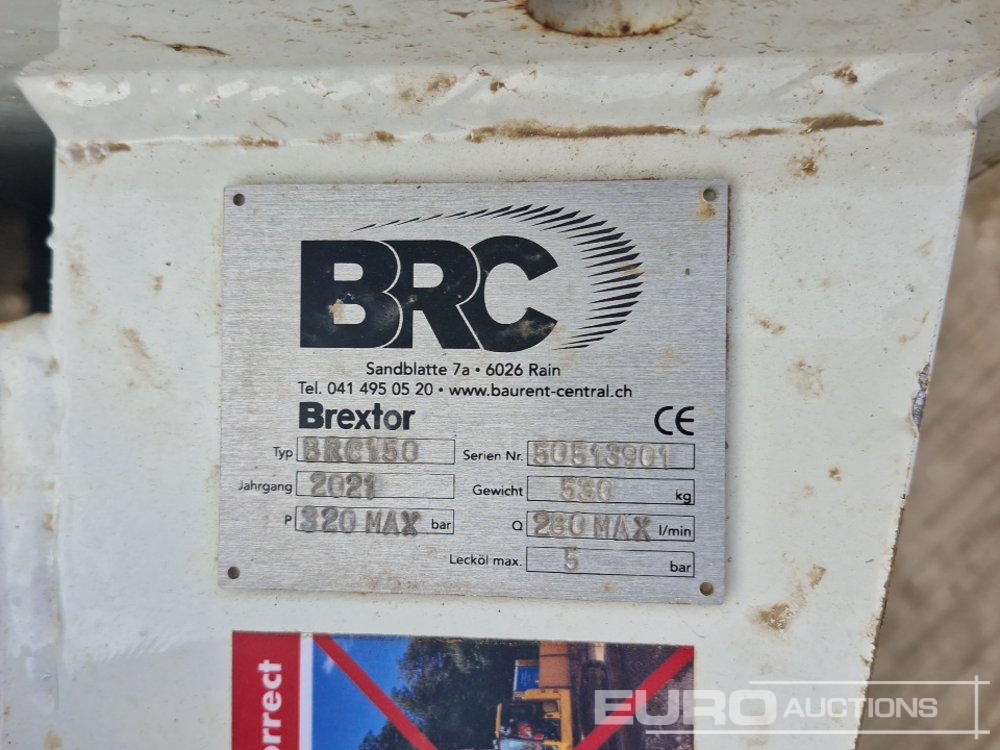 BRC
Sandblatte 7a • 6026 Rain
Tel. 041 495 05 20 • www.baurent-central.ch
Brextor CE
Typ BRC150 Serien Nr. 50513901
Jahrgang 2021 Gewicht 530 kg
P 320 MAX bar Q 260 MAX l/min
Lecköl max. 5 bar
orrect
EURO AUCTIONS